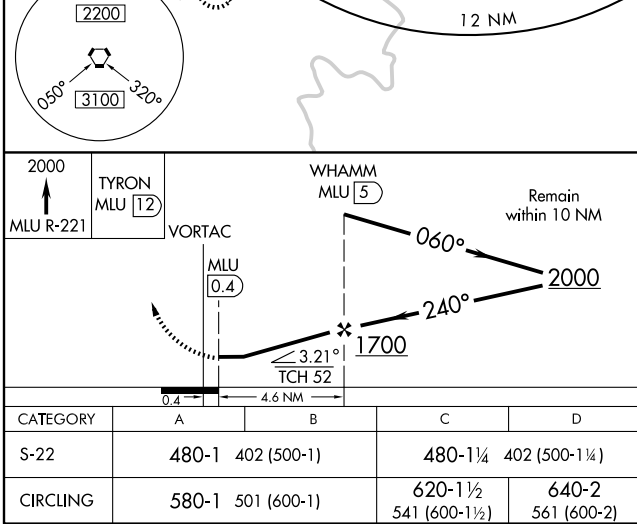 2200
12 NM
050°
320°
3100
2000
MLU R-221
TYRON
MLU 12
VORTAC
WHAMM
MLU 5
Remain
within 10 NM
MLU
0.4
060°
2000
240°
1700
3.21°
TCH 52
0.4
4.6 NM
CATEGORY A B C D
S-22 480-1 402 (500-1) 480-1¼ 402 (500-1¼)
CIRCLING 580-1 501 (600-1) 620-1½ 541 (600-1½) 640-2 561 (600-2)